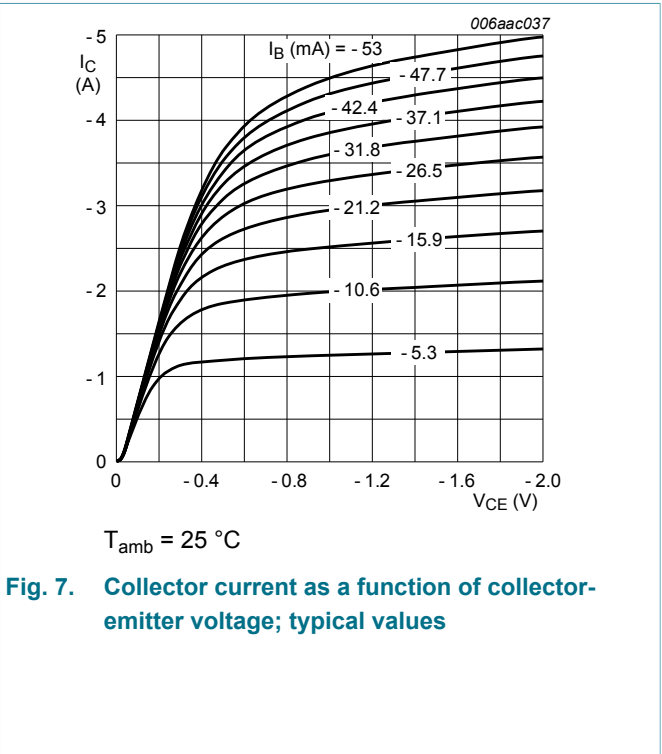 006aac037
- 5
I_C
(A)
I_B (mA) = - 53
- 47.7
- 42.4
- 4
- 37.1
- 31.8
- 26.5
- 3
- 21.2
- 15.9
- 2
- 10.6
- 5.3
- 1
0
0
- 0.4
- 0.8
- 1.2
- 1.6
- 2.0
V_CE (V)
T_amb = 25 °C
Fig. 7. Collector current as a function of collector-
emitter voltage; typical values